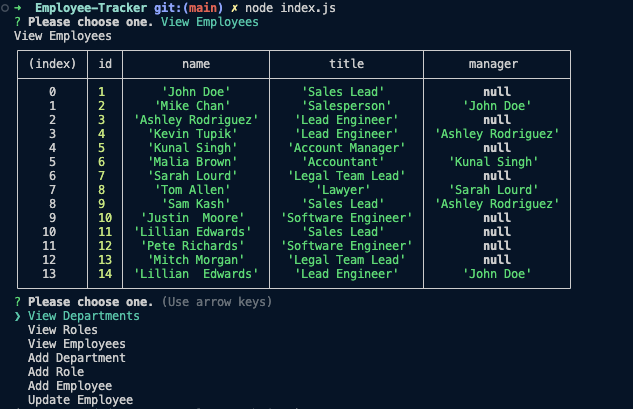 → Employee-Tracker git:(main) ✗ node index.js
? Please choose one. View Employees
View Employees
(index) id name title manager
0 1 'John Doe' 'Sales Lead' null
1 2 'Mike Chan' 'Salesperson' 'John Doe'
2 3 'Ashley Rodriguez' 'Lead Engineer' null
3 4 'Kevin Tupik' 'Lead Engineer' 'Ashley Rodriguez'
4 5 'Kunal Singh' 'Account Manager' null
5 6 'Malia Brown' 'Accountant' 'Kunal Singh'
6 7 'Sarah Lourd' 'Legal Team Lead' null
7 8 'Tom Allen' 'Lawyer' 'Sarah Lourd'
8 9 'Sam Kash' 'Sales Lead' 'Ashley Rodriguez'
9 10 'Justin  Moore' 'Software Engineer' null
10 11 'Lillian Edwards' 'Sales Lead' null
11 12 'Pete Richards' 'Software Engineer' null
12 13 'Mitch Morgan' 'Legal Team Lead' null
13 14 'Lillian  Edwards' 'Lead Engineer' 'John Doe'
? Please choose one. (Use arrow keys)
❯ View Departments
View Roles
View Employees
Add Department
Add Role
Add Employee
Update Employee